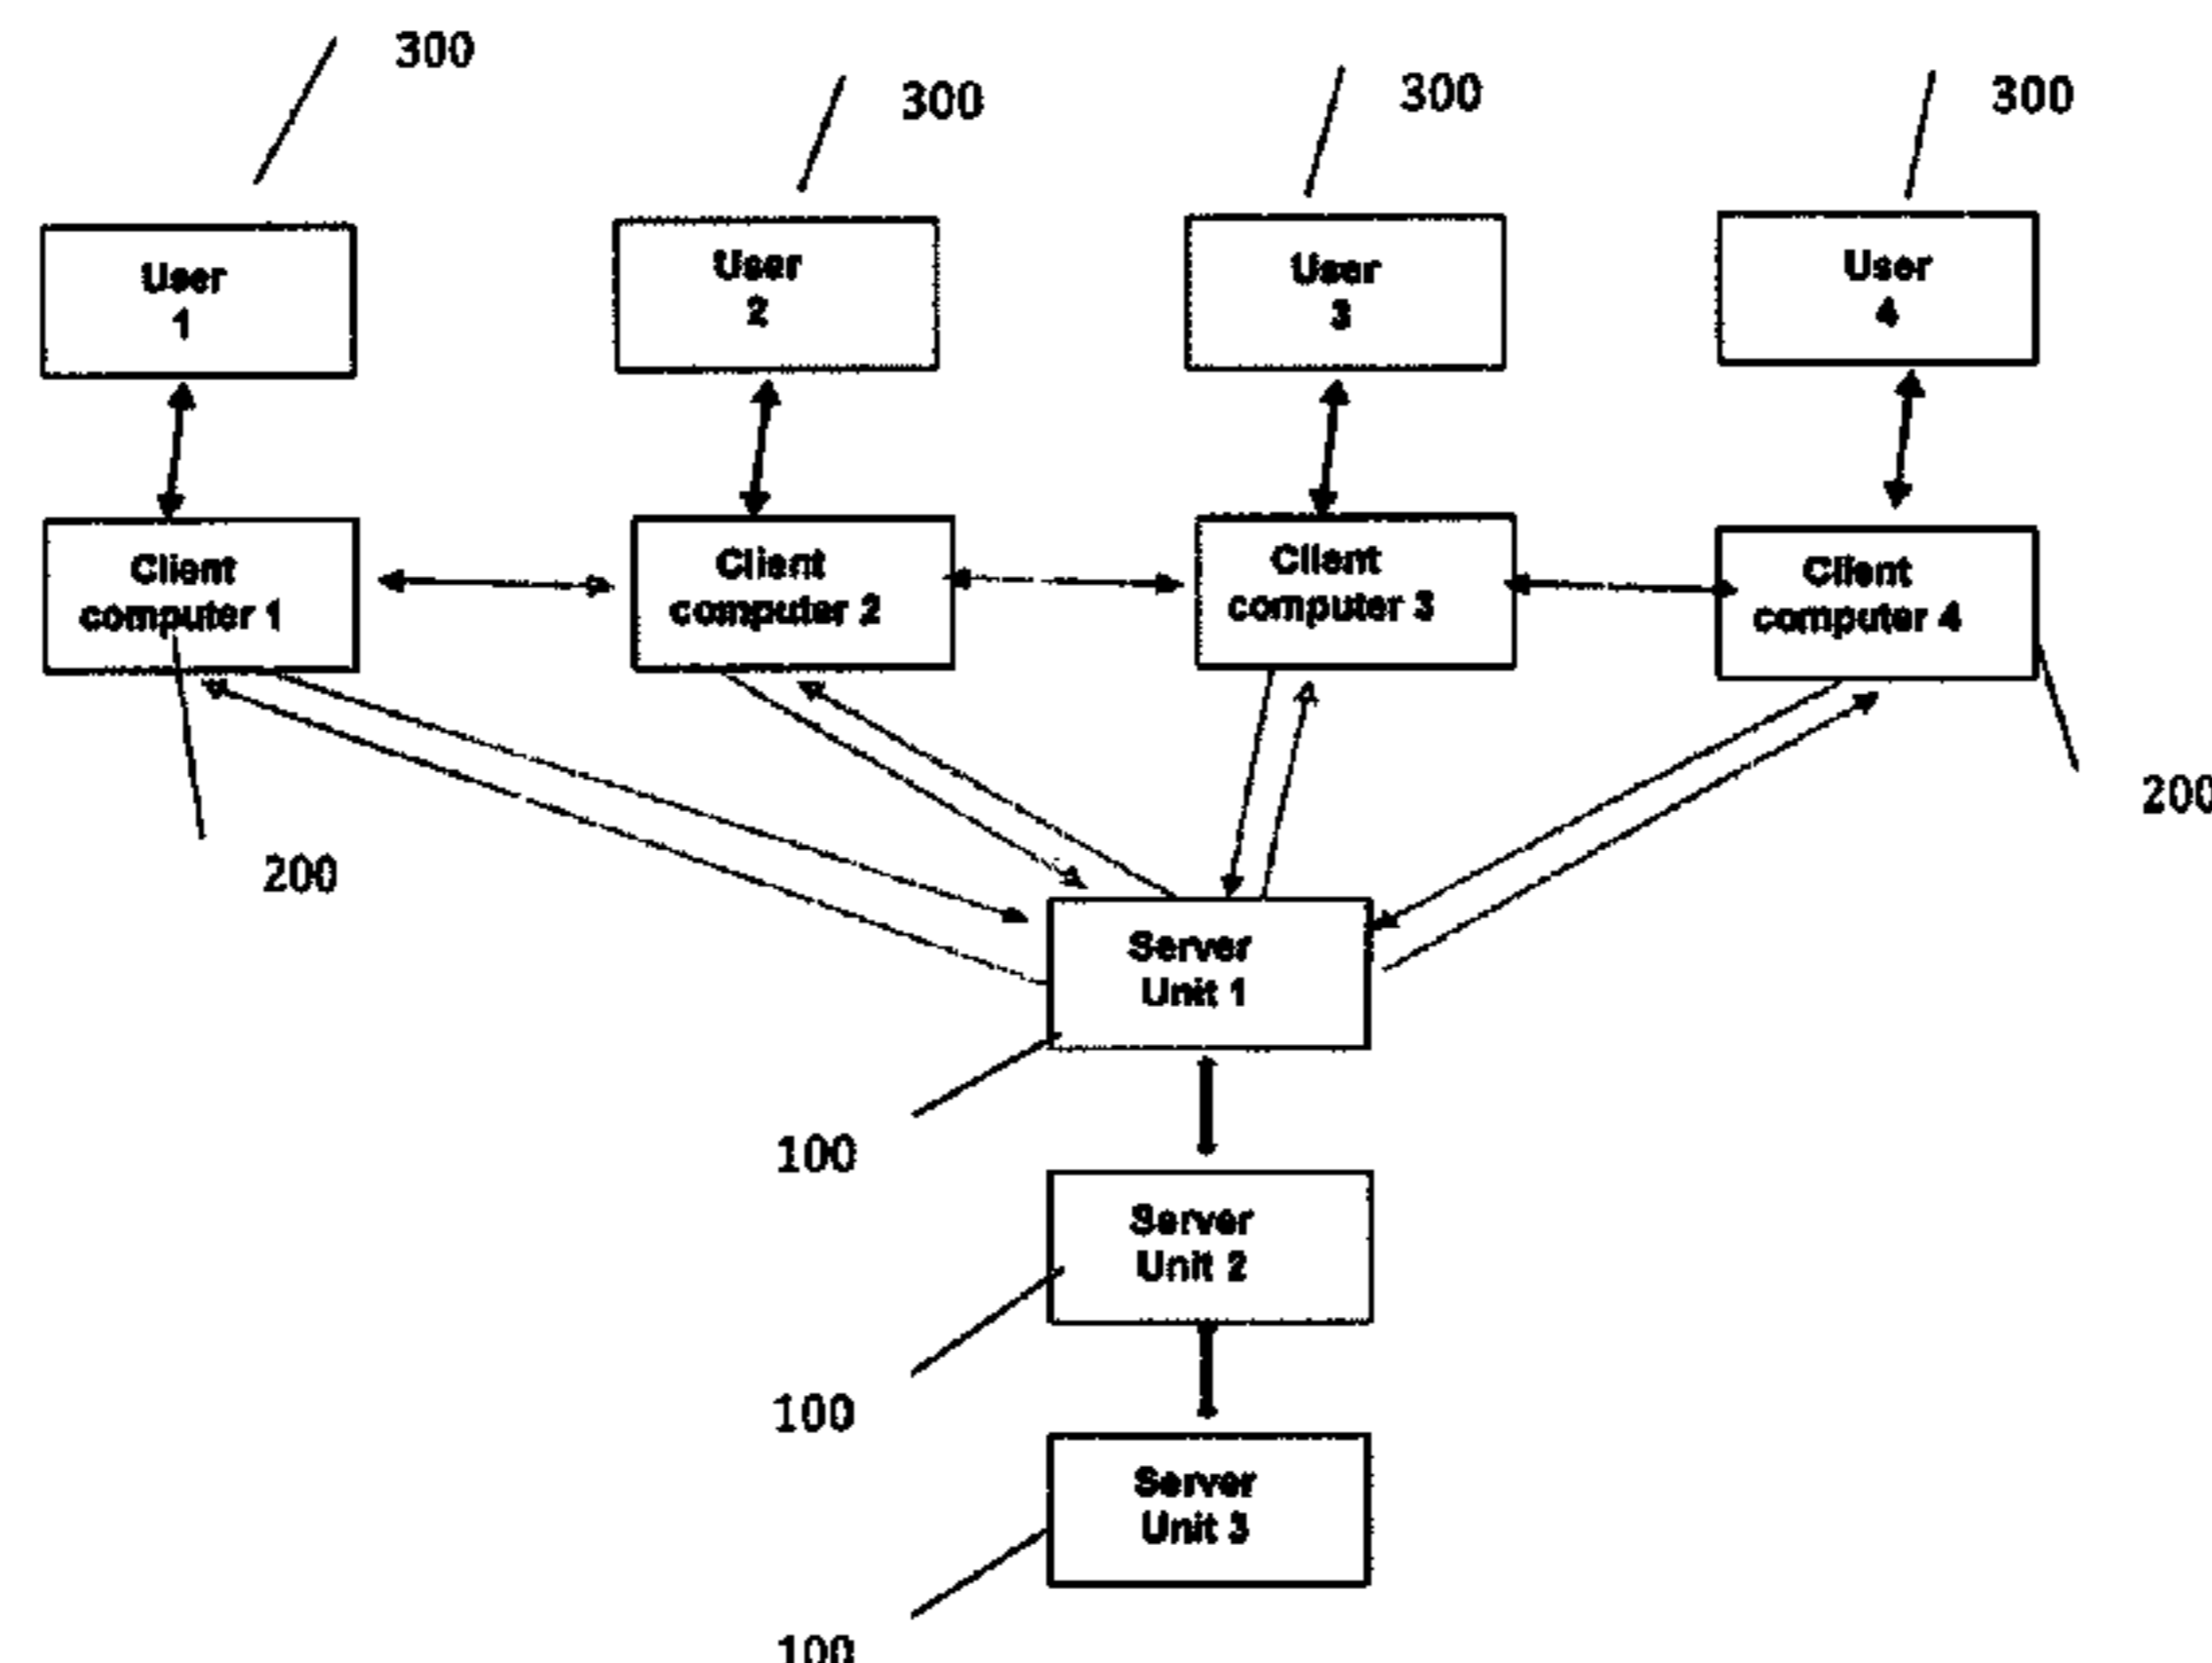 300
300
300
300
User
1
User
2
User
3
User
4
Client
computer 1
Client
computer 2
Client
computer 3
Client
computer 4
200
200
Server
Unit 1
100
Server
Unit 2
100
Server
Unit 3
100